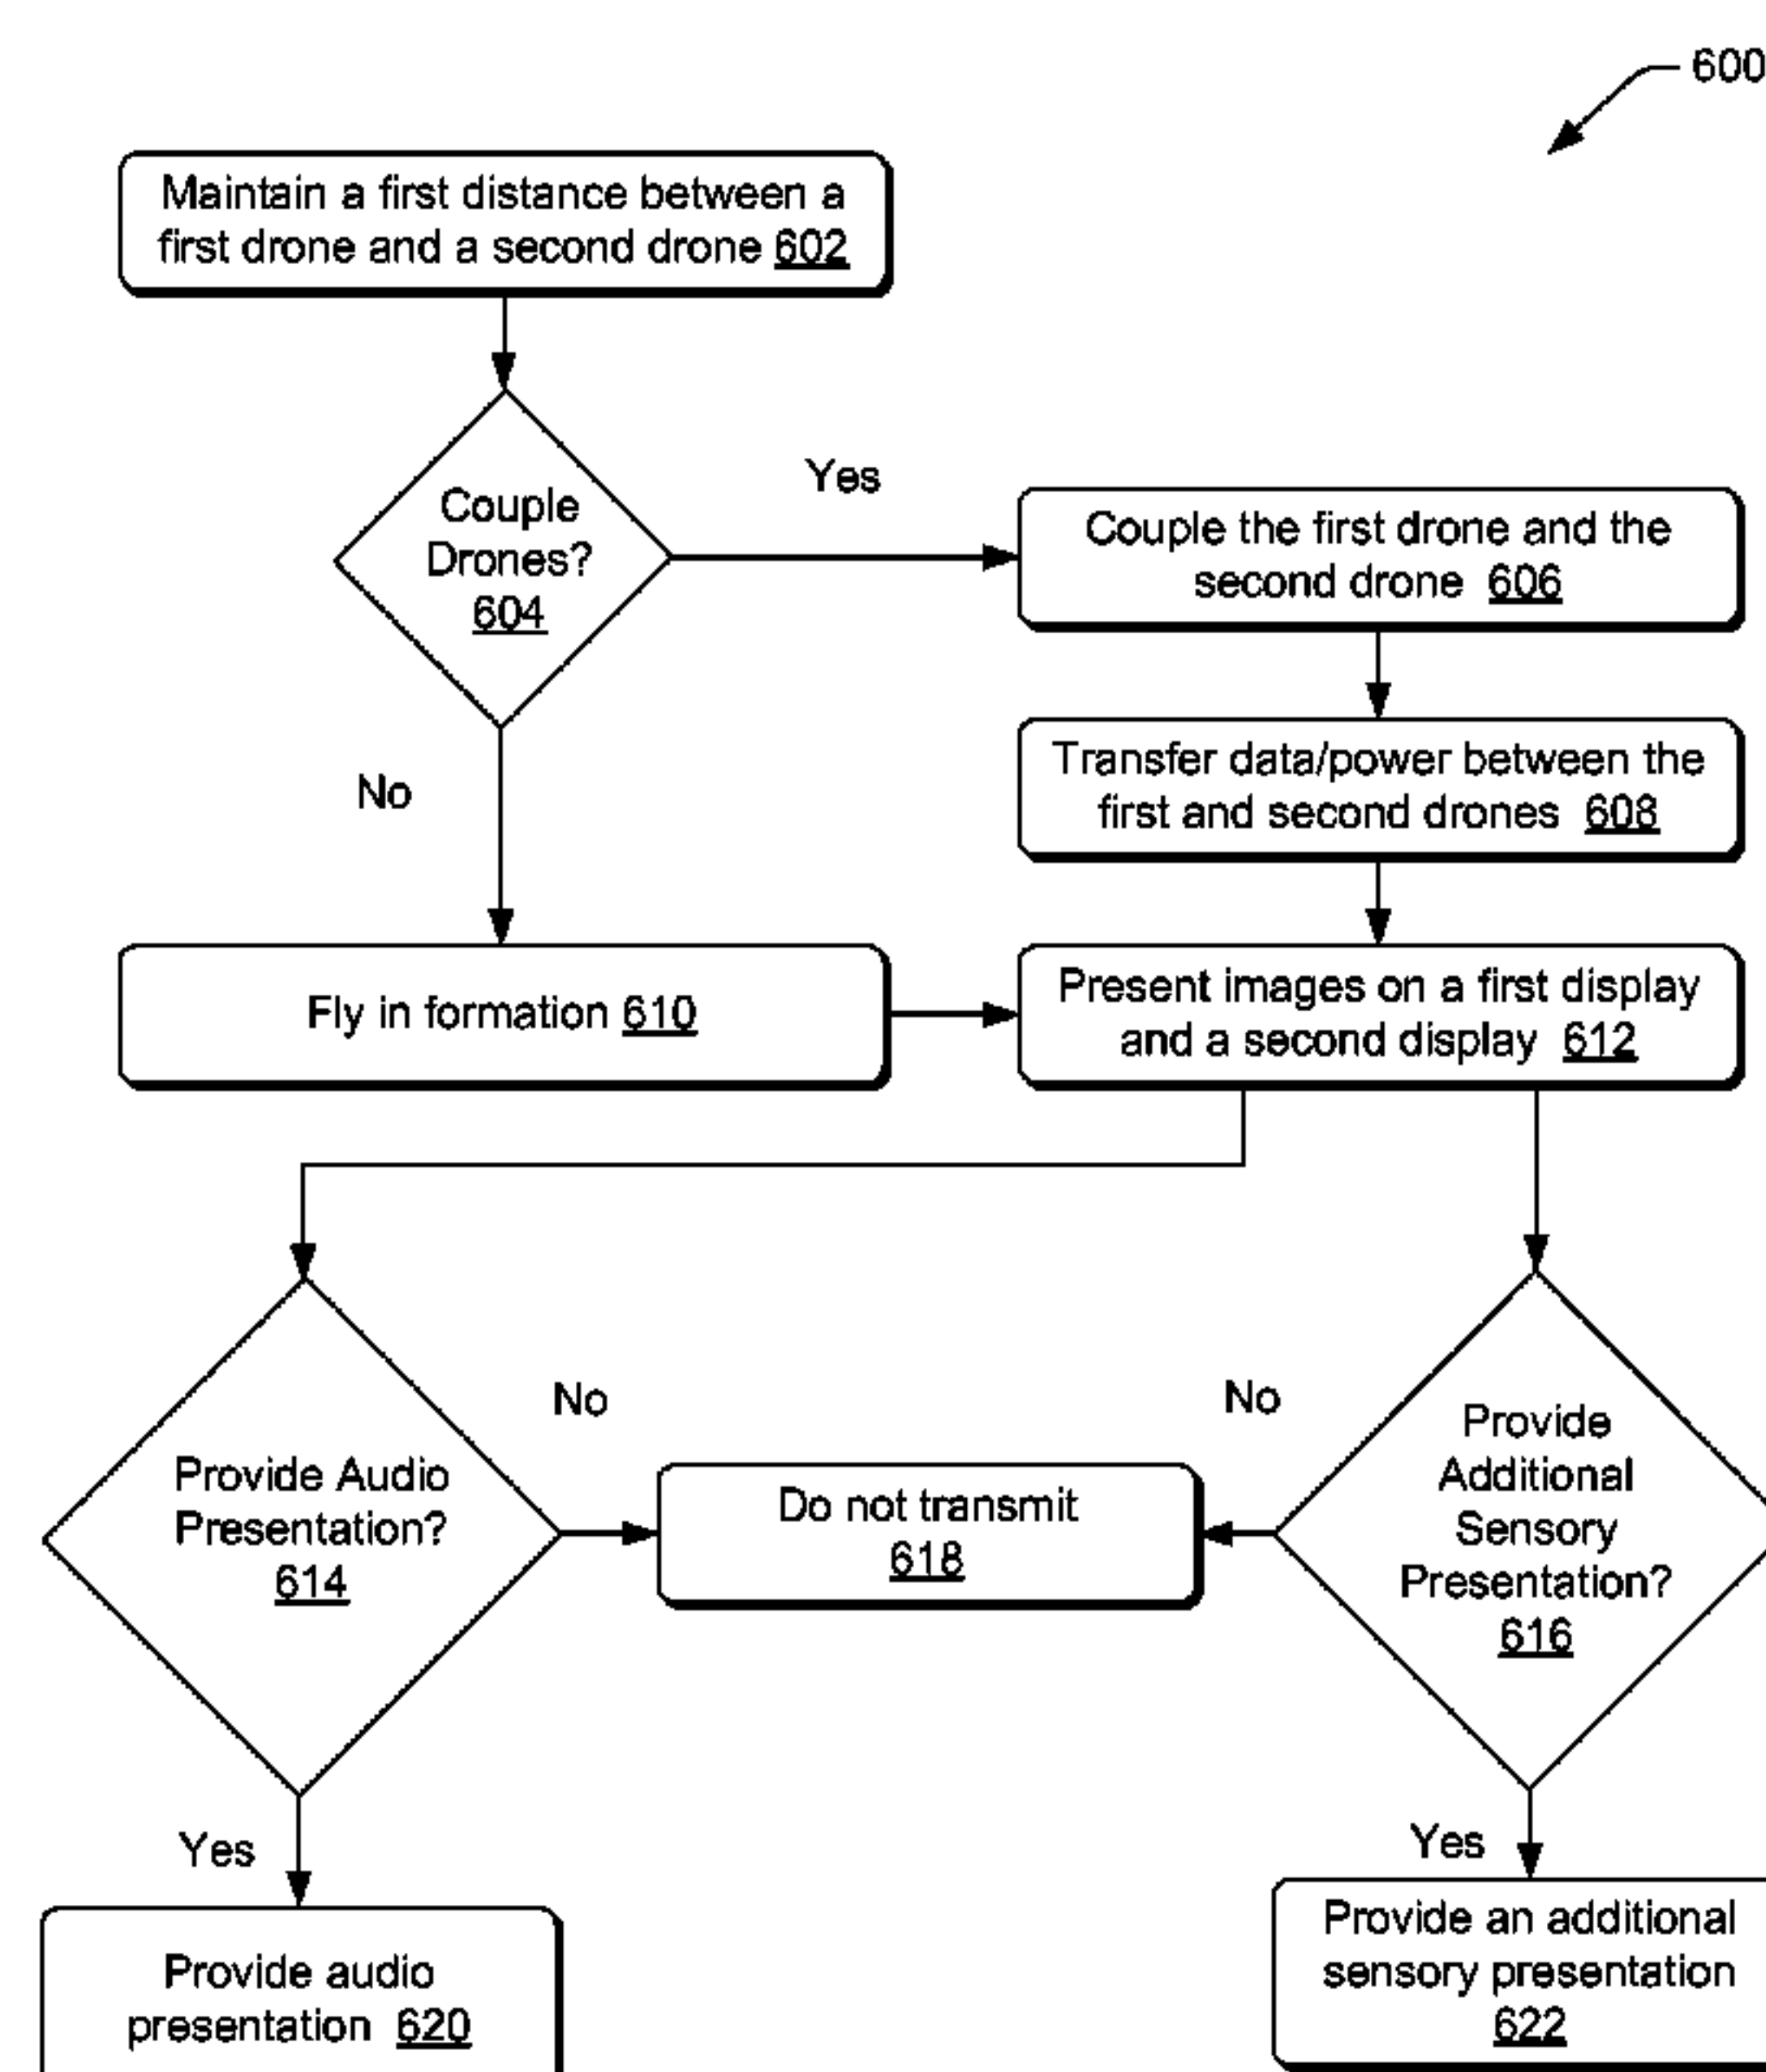 600
Maintain a first distance between a
first drone and a second drone 602
Couple
Drones?
604
Yes
Couple the first drone and the
second drone 606
No
Transfer data/power between the
first and second drones 608
Fly in formation 610
Present images on a first display
and a second display 612
Provide Audio
Presentation?
614
No
Do not transmit
618
No
Provide
Additional
Sensory
Presentation?
616
Yes
Provide audio
presentation 620
Yes
Provide an additional
sensory presentation
622